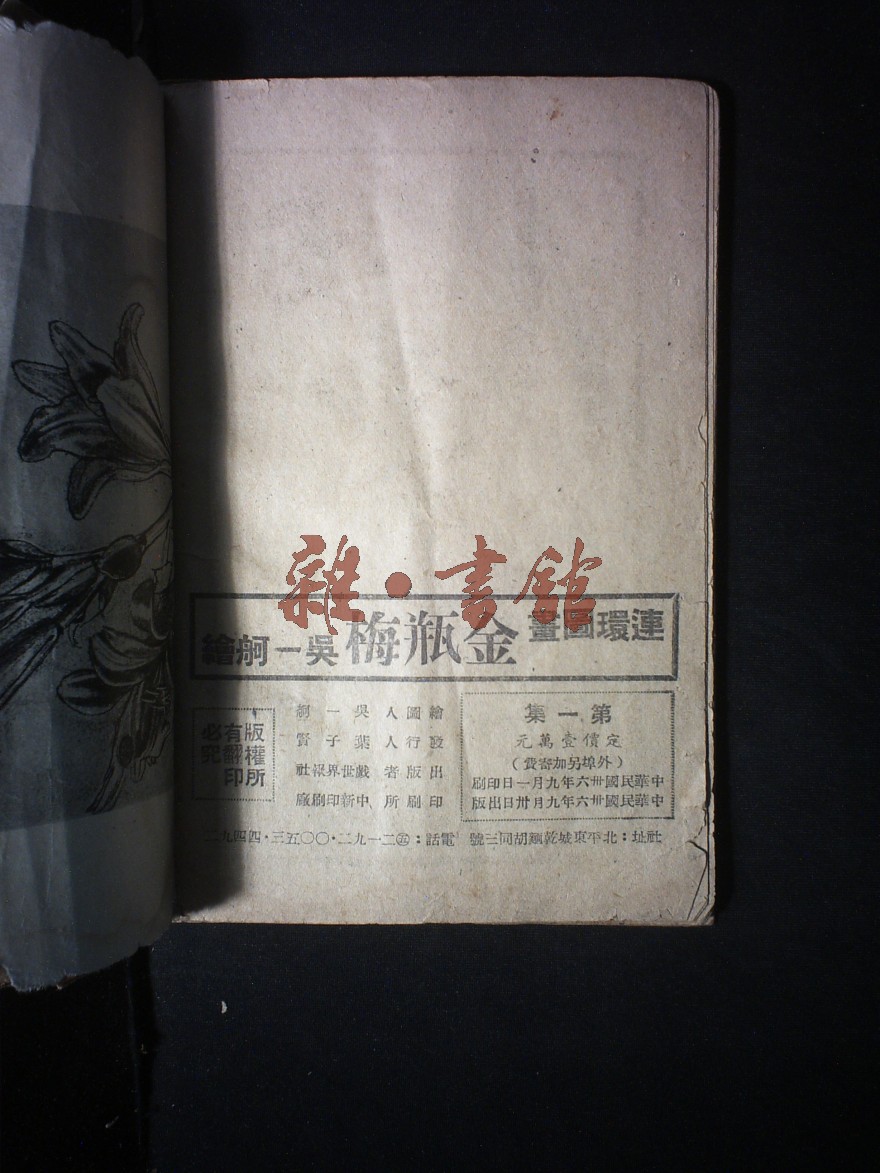 雜·書館
連環圖畫 金瓶梅 吳一舸繪
第一集
定價壹萬元
(外埠另加寄費)
中華民國卅六年九月一日印刷
中華民國卅六年九月卅日出版
繪圖人 吳一舸
發行人 葉子賢
出版者 戲世界報社
印刷所 中新印刷廠
版權所
有翻印
必究
社址:北平東城乾麵胡同三號 電話:㊄二一九二·〇〇五三·四四九二